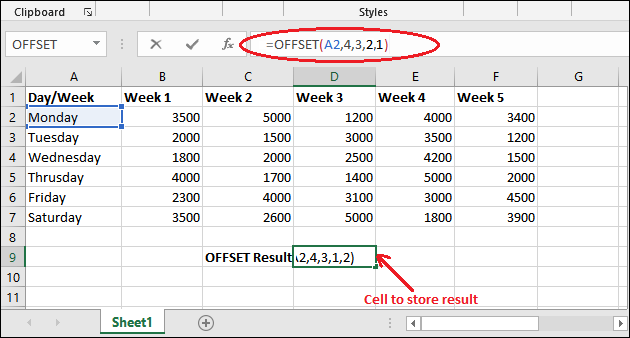 Clipboard Font Styles
OFFSET fx =OFFSET(A2,4,3,2,1)
A B C D E F G
1 Day/Week Week 1 Week 2 Week 3 Week 4 Week 5
2 Monday 3500 5000 1200 4000 3400
3 Tuesday 2000 1500 3000 3500 1200
4 Wednesday 1800 2000 2500 4200 1500
5 Thrusday 4000 1700 1400 5000 2000
6 Friday 2300 4000 3100 3000 4500
7 Saturday 3500 2600 5000 1800 3900
8
9 OFFSET Result A2,4,3,1,2)
10
11 Cell to store result
Sheet1